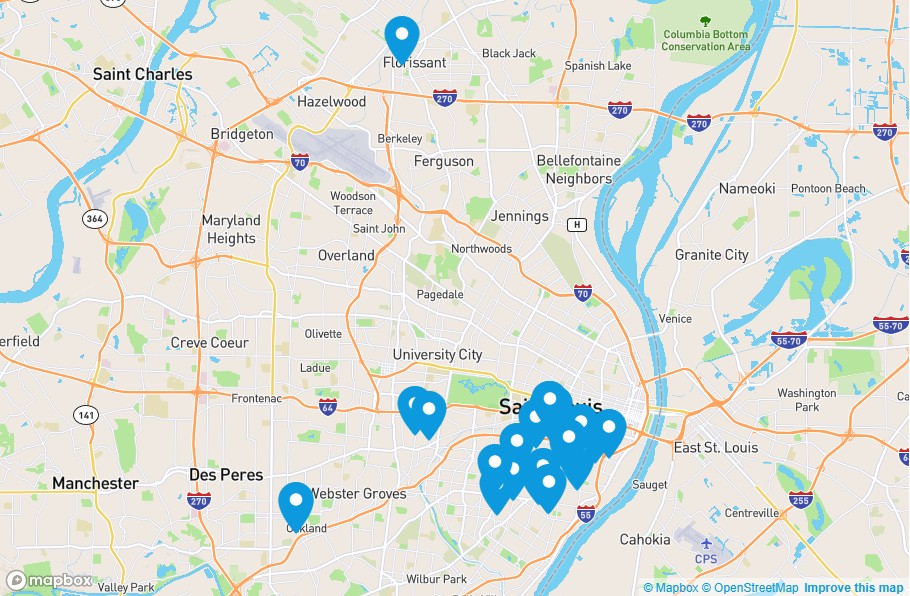 Columbia Bottom
Conservation Area
Black Jack
Florissant
Spanish Lake
Saint Charles
270
Hazelwood
270
270
270
Bridgeton
Berkeley
70
Ferguson
Bellefontaine
Neighbors
Nameoki
Pontoon Beach
Woodson
Terrace
364
Maryland
Heights
Saint John
Jennings
H
Northwoods
Overland
Granite City
Pagedale
70
Venice
55-70
55-70
Olivette
Creve Coeur
erfield
University City
Ladue
Frontenac
64
Washington
Park
141
East St. Louis
Des Peres
Manchester
Webster Groves
270
Sauget
255
55
Centreville
Oakland
Cahokia
CPS
Wilbur Park
Valley Park
mapbox
© Mapbox © OpenStreetMap Improve this map